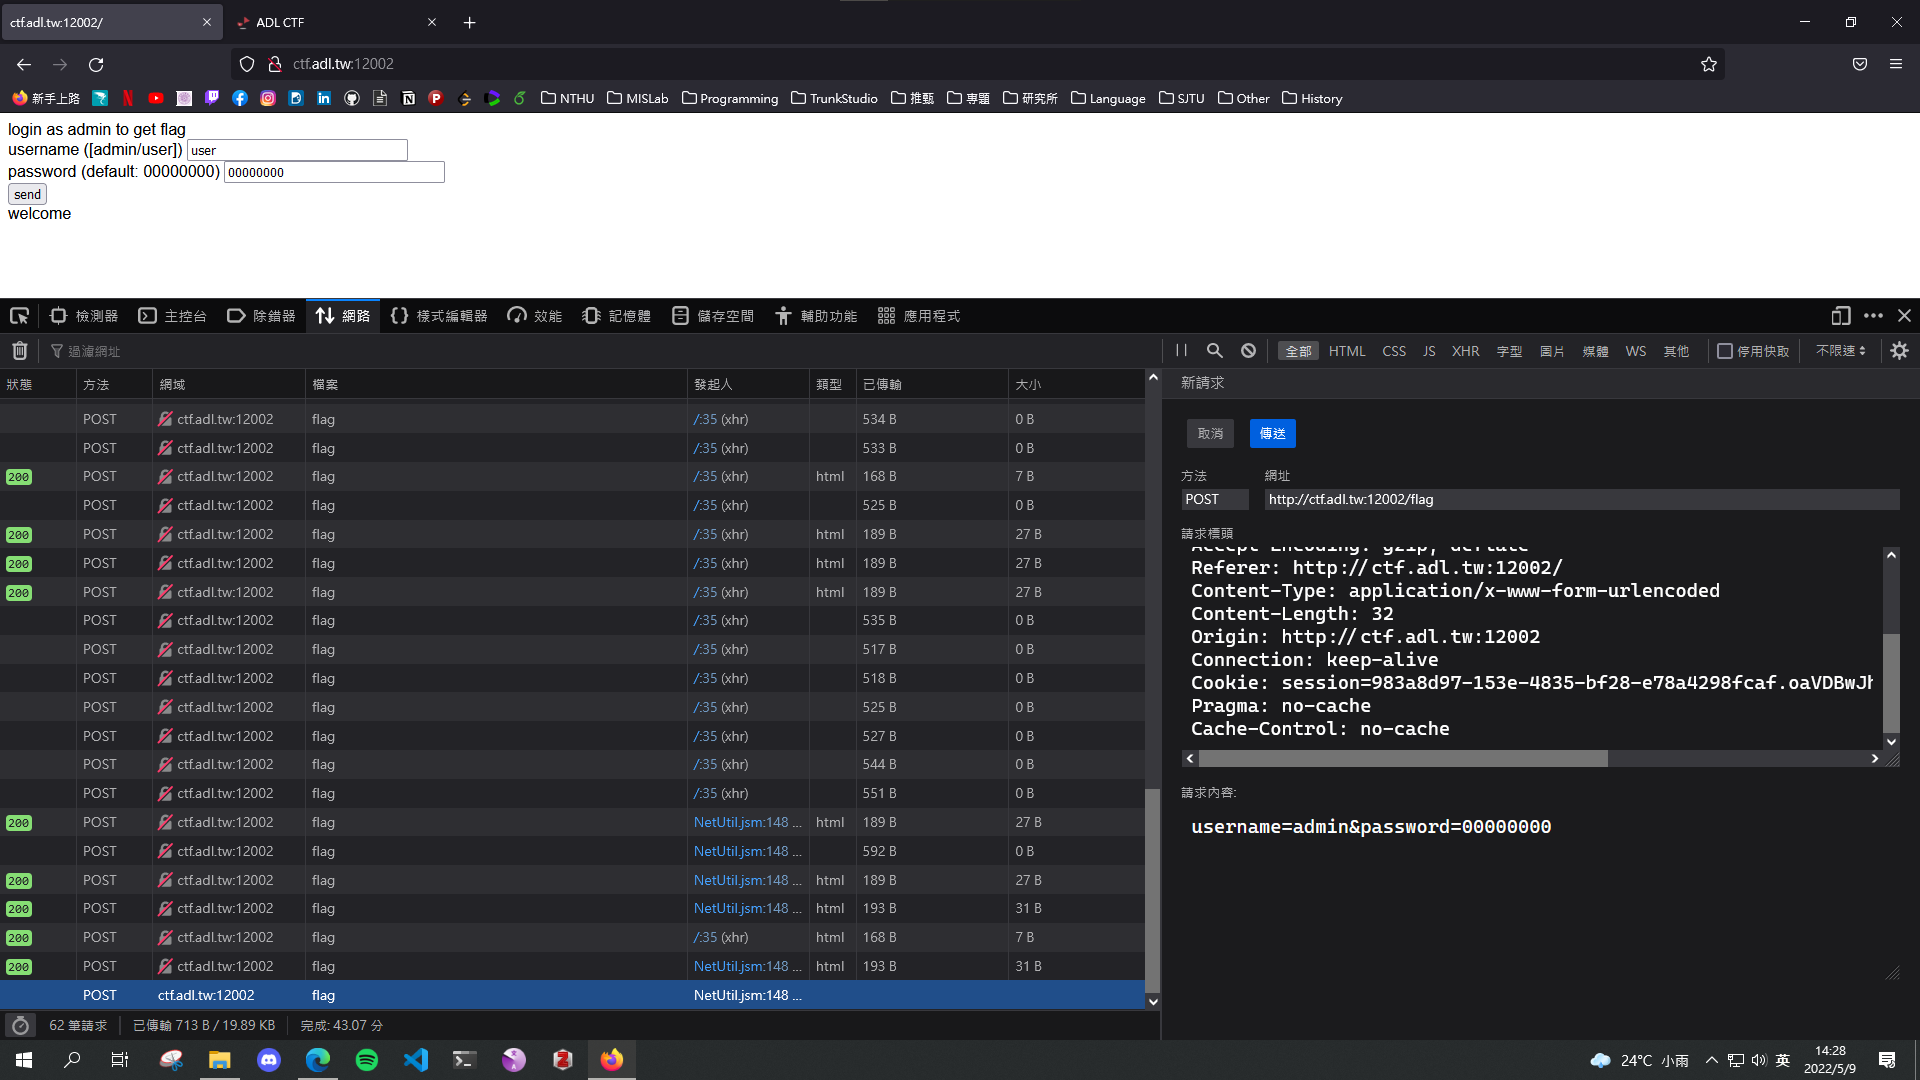 ctf.adl.tw:12002/
ADL CTF
ctf.adl.tw:12002
新手上路
NTHU
MISLab
Programming
TrunkStudio
推甄
專題
研究所
Language
SJTU
Other
History
login as admin to get flag
username ([admin/user]) user
password (default: 00000000) 00000000
send
welcome
檢測器 主控台 除錯器 網路 樣式編輯器 效能 記憶體 儲存空間 輔助功能 應用程式
過濾網址
全部 HTML CSS JS XHR 字型 圖片 媒體 WS 其他 停用快取 不限速
狀態 方法 網域 檔案 發起人 類型 已傳輸 大小
POST ctf.adl.tw:12002 flag /:35 (xhr) 534 B 0 B
POST ctf.adl.tw:12002 flag /:35 (xhr) 533 B 0 B
200 POST ctf.adl.tw:12002 flag /:35 (xhr) html 168 B 7 B
POST ctf.adl.tw:12002 flag /:35 (xhr) 525 B 0 B
200 POST ctf.adl.tw:12002 flag /:35 (xhr) html 189 B 27 B
200 POST ctf.adl.tw:12002 flag /:35 (xhr) html 189 B 27 B
200 POST ctf.adl.tw:12002 flag /:35 (xhr) html 189 B 27 B
POST ctf.adl.tw:12002 flag /:35 (xhr) 535 B 0 B
POST ctf.adl.tw:12002 flag /:35 (xhr) 517 B 0 B
POST ctf.adl.tw:12002 flag /:35 (xhr) 518 B 0 B
POST ctf.adl.tw:12002 flag /:35 (xhr) 525 B 0 B
POST ctf.adl.tw:12002 flag /:35 (xhr) 527 B 0 B
POST ctf.adl.tw:12002 flag /:35 (xhr) 544 B 0 B
POST ctf.adl.tw:12002 flag /:35 (xhr) 551 B 0 B
200 POST ctf.adl.tw:12002 flag NetUtil.jsm:148 ... html 189 B 27 B
POST ctf.adl.tw:12002 flag NetUtil.jsm:148 ... 592 B 0 B
200 POST ctf.adl.tw:12002 flag NetUtil.jsm:148 ... html 189 B 27 B
200 POST ctf.adl.tw:12002 flag NetUtil.jsm:148 ... html 193 B 31 B
200 POST ctf.adl.tw:12002 flag /:35 (xhr) html 168 B 7 B
200 POST ctf.adl.tw:12002 flag NetUtil.jsm:148 ... html 193 B 31 B
POST ctf.adl.tw:12002 flag NetUtil.jsm:148 ...
62 筆請求 已傳輸 713 B / 19.89 KB 完成: 43.07 分
新請求
取消 傳送
方法 網址
POST http://ctf.adl.tw:12002/flag
請求標頭
Accept-Encoding: gzip, deflate
Referer: http://ctf.adl.tw:12002/
Content-Type: application/x-www-form-urlencoded
Content-Length: 32
Origin: http://ctf.adl.tw:12002
Connection: keep-alive
Cookie: session=983a8d97-153e-4835-bf28-e78a4298fcaf.oaVDBwJh
Pragma: no-cache
Cache-Control: no-cache
請求內容:
username=admin&password=00000000
24°C 小雨
英
14:28
2022/5/9